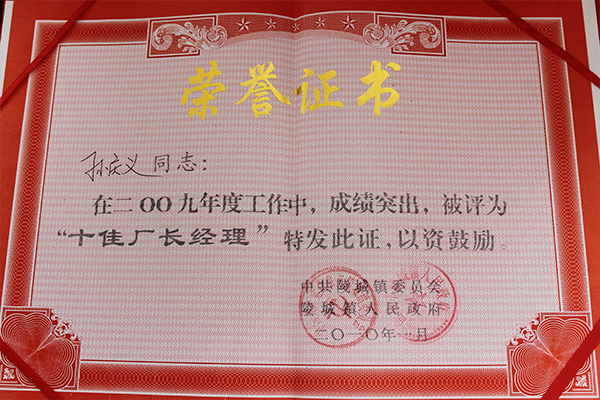 荣誉证书
孙庆义 同志：
在二〇〇九年度工作中，成绩突出，被评为
“十佳厂长经理”特发此证，以资鼓励。
中共陵城镇委员会
陵城镇人民政府
二〇一〇年一月